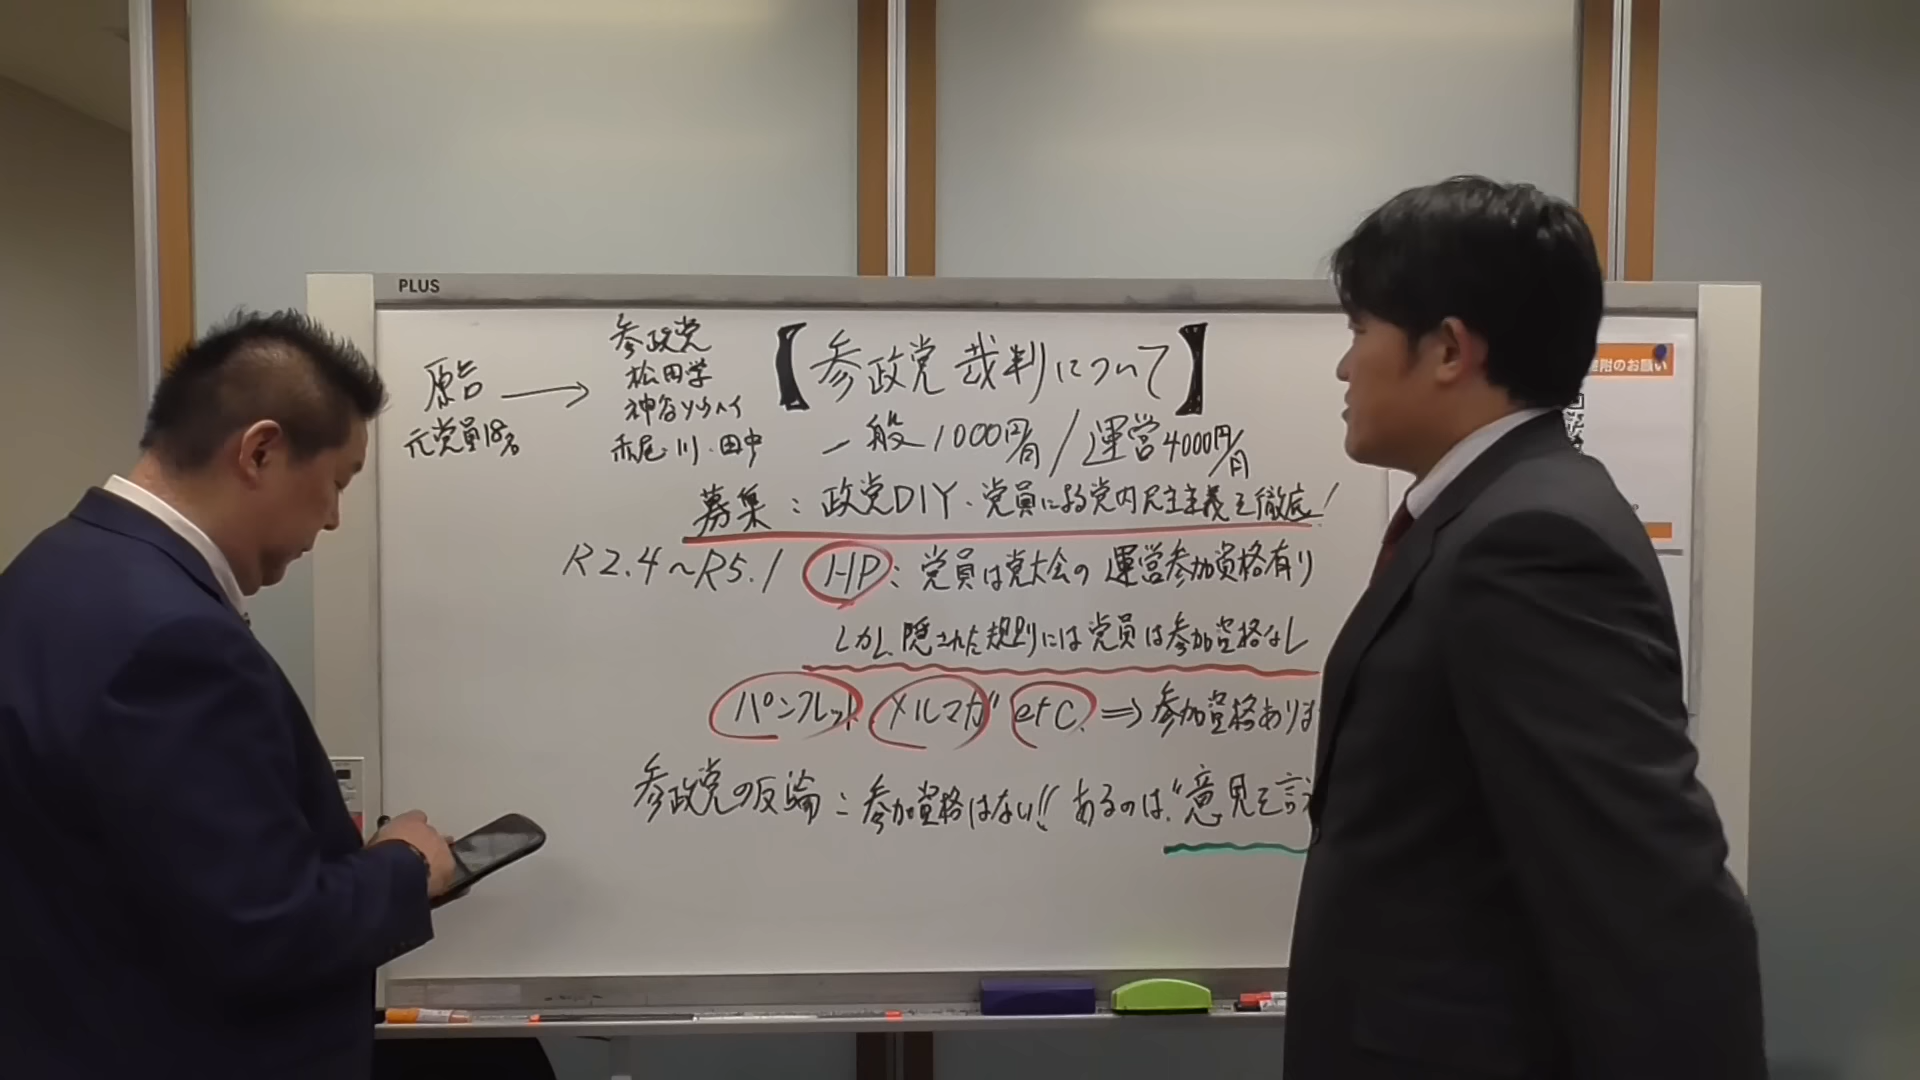 PLUS
参政党
【参政党 裁判について】
原告 →
松田学
神谷ソウヘイ
元党員18名
赤尾・川・田中
一般1000円/月/運営4000円/月
募集:政党DIY・党員による党内民主主義を徹底!
R2.4~R5.1 HP:党員は党大会の運営参加資格有り
しかし隠された規則には党員は参加資格なし
パンフレット メルマガ etc. ⇒ 参加資格ありま
参政党の反論:参加資格はない!! あるのは"意見を言
附のお願い